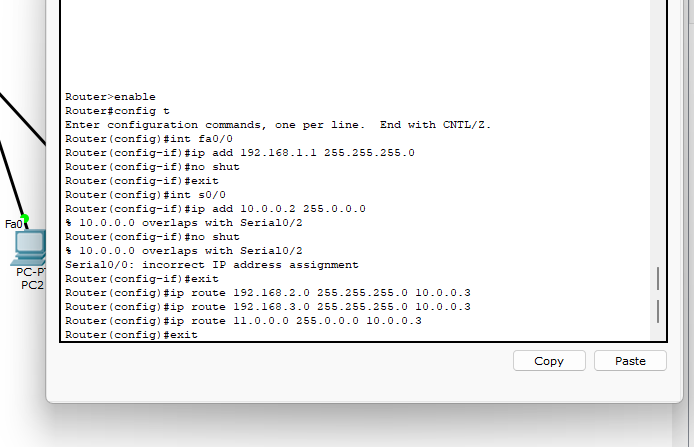 Router>enable
Router#config t
Enter configuration commands, one per line.  End with CNTL/Z.
Router(config)#int fa0/0
Router(config-if)#ip add 192.168.1.1 255.255.255.0
Router(config-if)#no shut
Router(config-if)#exit
Router(config)#int s0/0
Router(config-if)#ip add 10.0.0.2 255.0.0.0
% 10.0.0.0 overlaps with Serial0/2
Router(config-if)#no shut
% 10.0.0.0 overlaps with Serial0/2
Serial0/0: incorrect IP address assignment
Router(config-if)#exit
Router(config)#ip route 192.168.2.0 255.255.255.0 10.0.0.3
Router(config)#ip route 192.168.3.0 255.255.255.0 10.0.0.3
Router(config)#ip route 11.0.0.0 255.0.0.0 10.0.0.3
Router(config)#exit
Fa0
PC-P
PC2
Copy
Paste